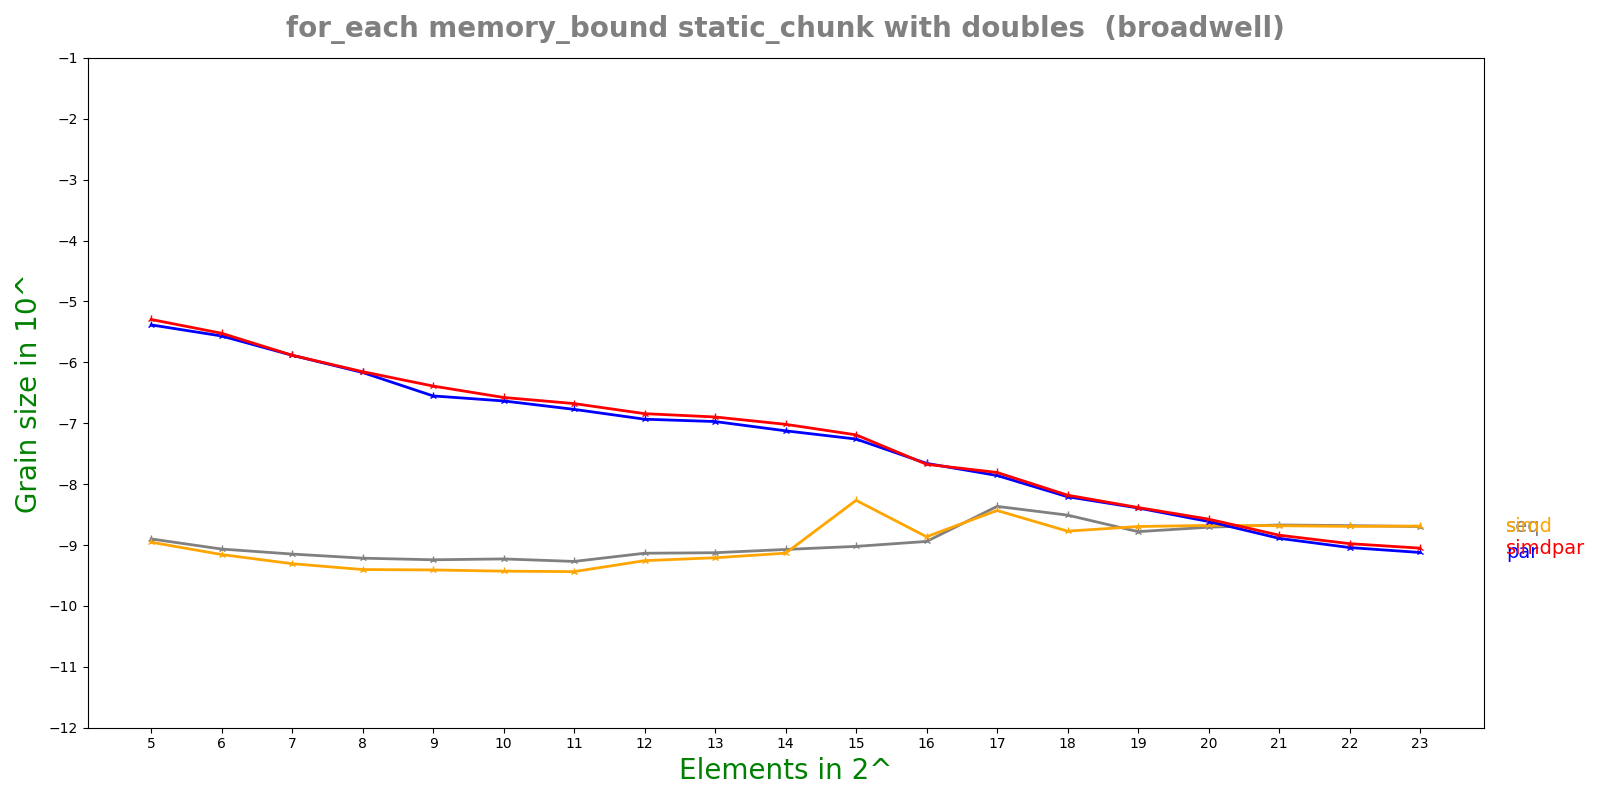 for_each memory_bound static_chunk with doubles (broadwell)
Grain size in 10^
−1
−2
−3
−4
−5
−6
−7
−8
−9
−10
−11
−12
5 6 7 8 9 10 11 12 13 14 15 16 17 18 19 20 21 22 23
Elements in 2^
seq
simd
simdpar
par